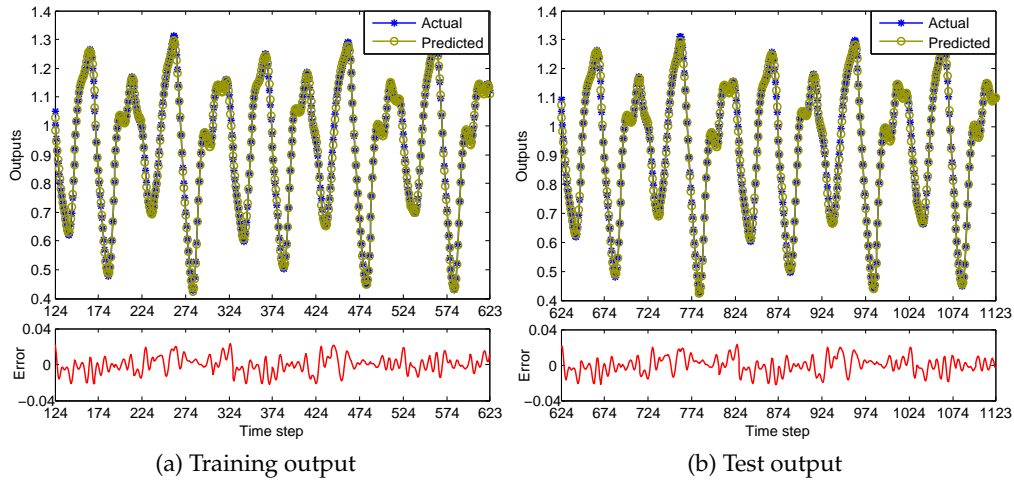 Actual
Predicted
Outputs
1.4
1.3
1.2
1.1
1
0.9
0.8
0.7
0.6
0.5
0.4
124 174 224 274 324 374 424 474 524 574 623
Error
0.04
0
−0.04
124 174 224 274 324 374 424 474 524 574 623
Time step
(a) Training output
Actual
Predicted
Outputs
1.4
1.3
1.2
1.1
1
0.9
0.8
0.7
0.6
0.5
0.4
624 674 724 774 824 874 924 974 1024 1074 1123
Error
0.04
0
−0.04
624 674 724 774 824 874 924 974 1024 1074 1123
Time step
(b) Test output